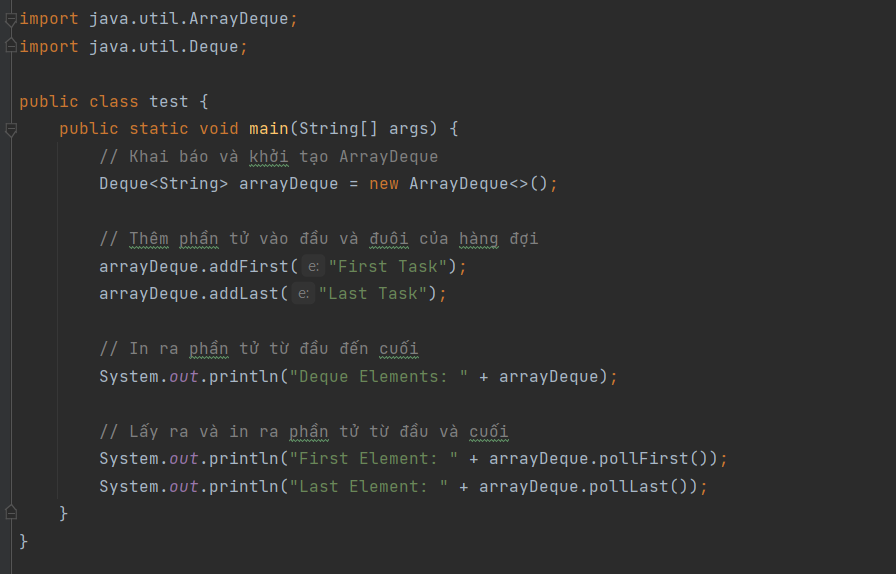 import java.util.ArrayDeque;
import java.util.Deque;
public class test {
public static void main(String[] args) {
// Khai báo và khởi tạo ArrayDeque
Deque<String> arrayDeque = new ArrayDeque<>();
// Thêm phần tử vào đầu và đuôi của hàng đợi
arrayDeque.addFirst( e: "First Task");
arrayDeque.addLast( e: "Last Task");
// In ra phần tử từ đầu đến cuối
System.out.println("Deque Elements: " + arrayDeque);
// Lấy ra và in ra phần tử từ đầu và cuối
System.out.println("First Element: " + arrayDeque.pollFirst());
System.out.println("Last Element: " + arrayDeque.pollLast());
}
}